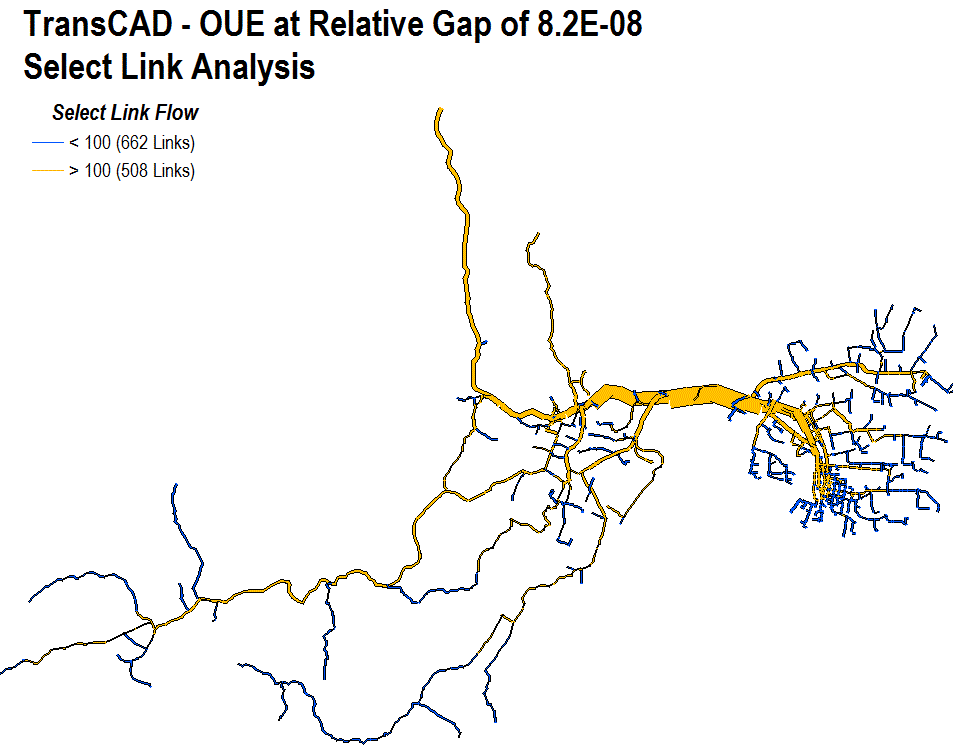 TransCAD - OUE at Relative Gap of 8.2E-08
Select Link Analysis
Select Link Flow
< 100 (662 Links)
> 100 (508 Links)